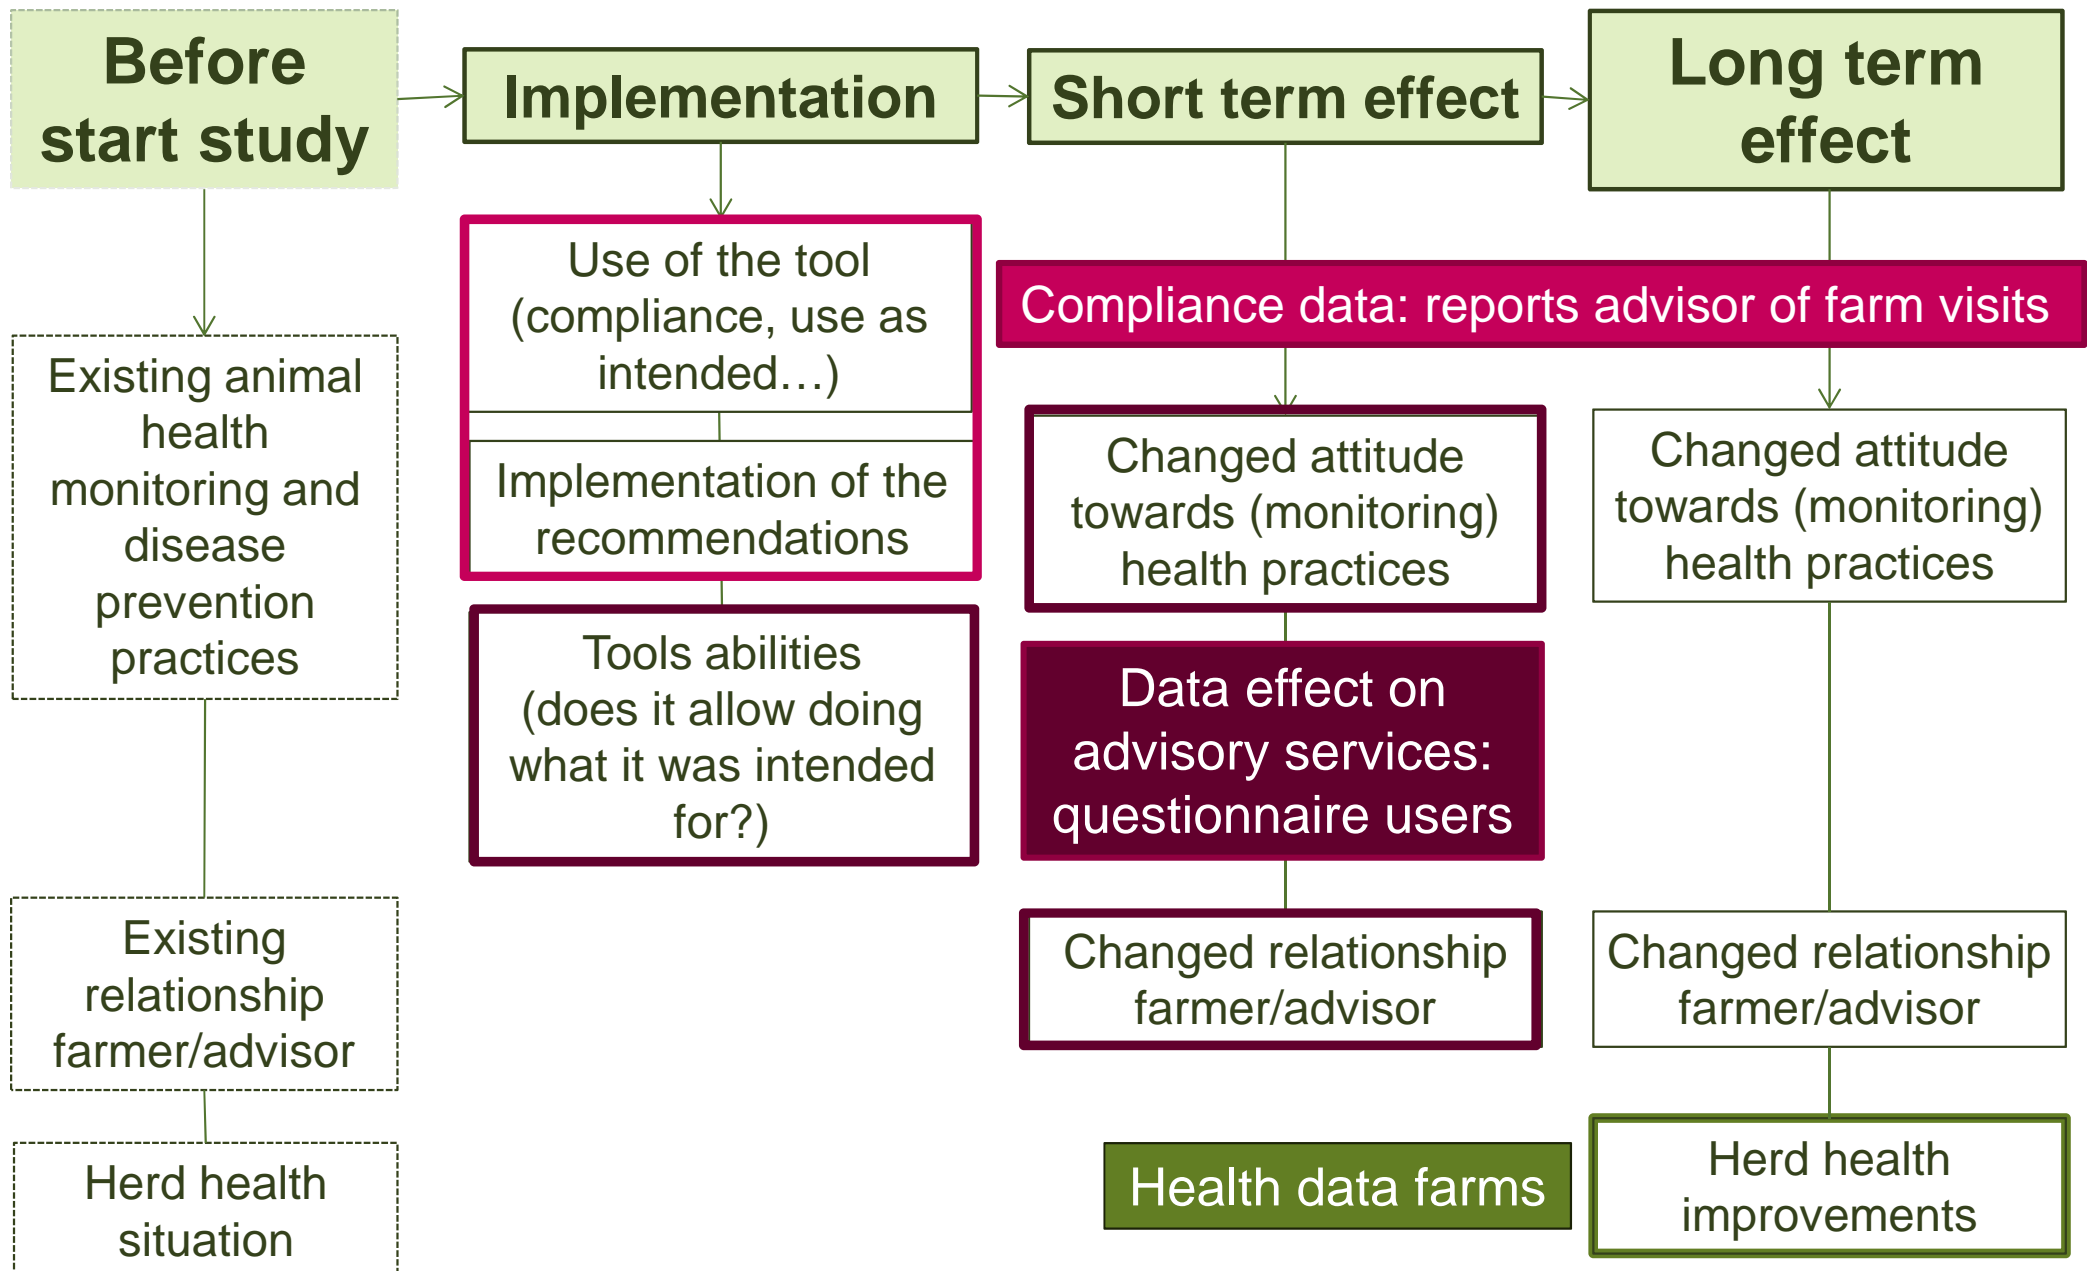 Before
start study
Implementation
Short term effect
Long term
effect
Existing animal
health
monitoring and
disease
prevention
practices
Existing
relationship
farmer/advisor
Herd health
situation
Use of the tool
(compliance, use as
intended…)
Implementation of the
recommendations
Tools abilities
(does it allow doing
what it was intended
for?)
Compliance data: reports advisor of farm visits
Changed attitude
towards (monitoring)
health practices
Data effect on
advisory services:
questionnaire users
Changed relationship
farmer/advisor
Health data farms
Changed attitude
towards (monitoring)
health practices
Changed relationship
farmer/advisor
Herd health
improvements